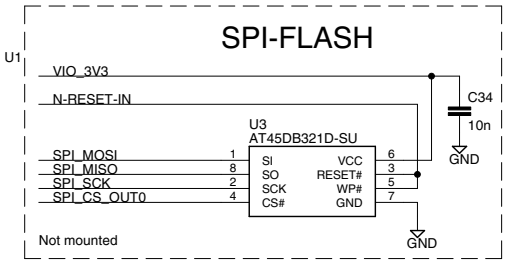 SPI-FLASH
U1
VIO_3V3
N-RESET-IN
C34
10n
GND
U3
AT45DB321D-SU
SPI_MOSI 1 SI VCC 6
SPI_MISO 8 SO RESET# 3
SPI_SCK 2 SCK WP# 5
SPI_CS_OUT0 4 CS# GND 7
Not mounted
GND